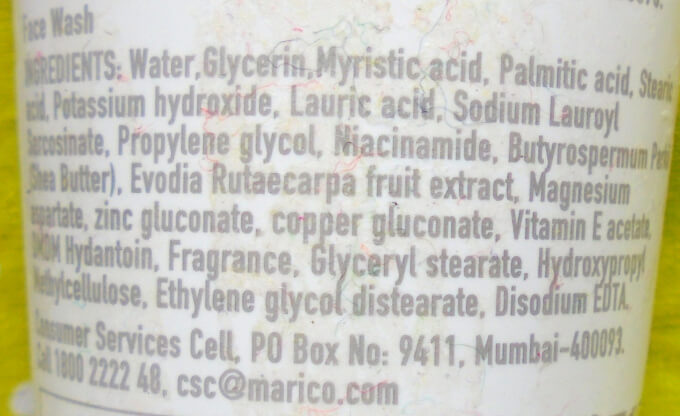 Face Wash
INGREDIENTS: Water, Glycerin, Myristic acid, Palmitic acid, Stearic
acid, Potassium hydroxide, Lauric acid, Sodium Lauroyl
Sarcosinate, Propylene glycol, Niacinamide, Butyrospermum Parkii
(Shea Butter), Evodia Rutaecarpa fruit extract, Magnesium
aspartate, zinc gluconate, copper gluconate, Vitamin E acetate,
DMDM Hydantoin, Fragrance, Glyceryl stearate, Hydroxypropyl
Methylcellulose, Ethylene glycol distearate, Disodium EDTA.
Consumer Services Cell, PO Box No: 9411, Mumbai-400093.
Call 1800 2222 48, csc@marico.com